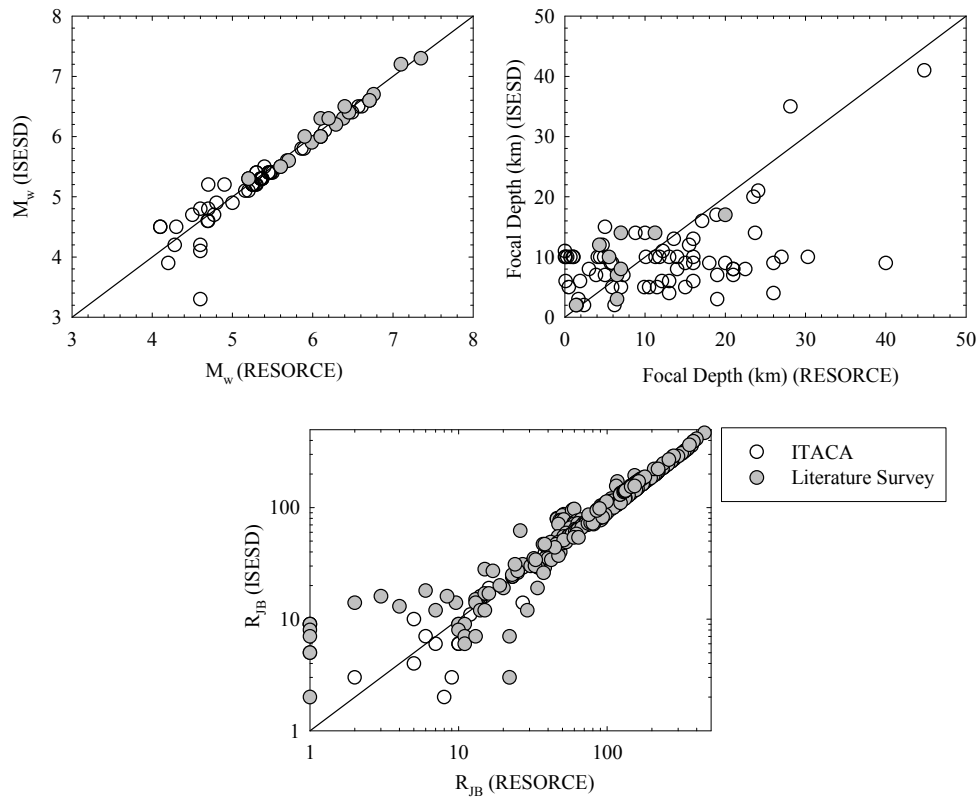 8
7
6
5
4
3
M_w (ISESD)
3 4 5 6 7 8
M_w (RESORCE)
50
40
30
20
10
0
Focal Depth (km) (ISESD)
0 10 20 30 40 50
Focal Depth (km) (RESORCE)
100
10
1
R_JB (ISESD)
1 10 100
R_JB (RESORCE)
ITACA
Literature Survey